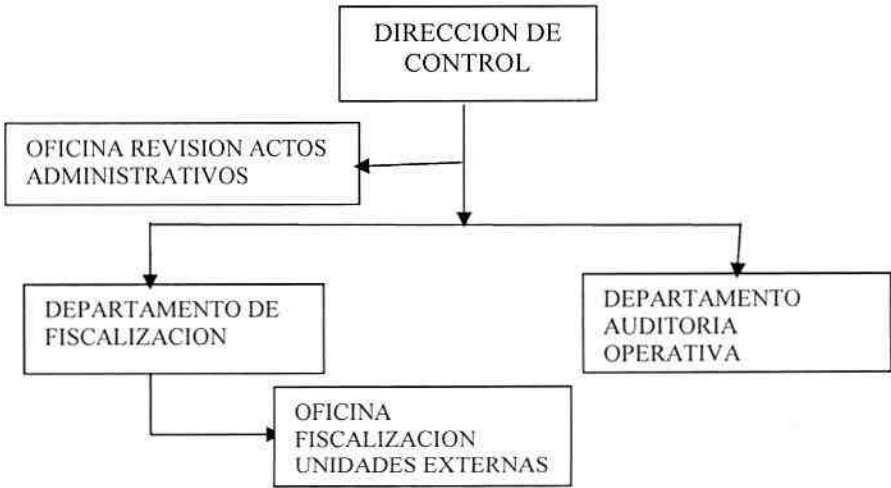 DIRECCION DE
CONTROL
OFICINA REVISION ACTOS
ADMINISTRATIVOS
DEPARTAMENTO DE
FISCALIZACION
DEPARTAMENTO
AUDITORIA
OPERATIVA
OFICINA
FISCALIZACION
UNIDADES EXTERNAS